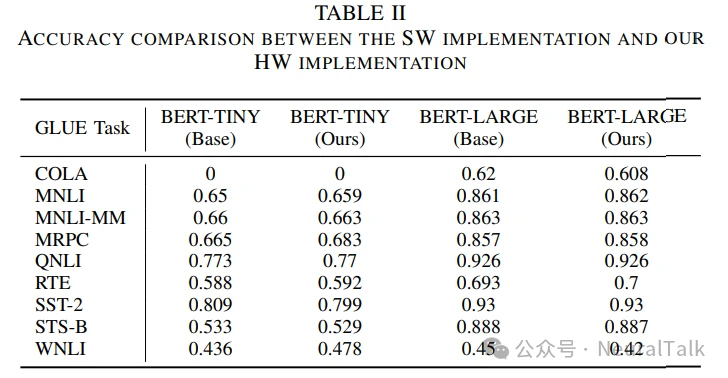 TABLE II
ACCURACY COMPARISON BETWEEN THE SW IMPLEMENTATION AND OUR
HW IMPLEMENTATION
GLUE Task BERT-TINY (Base) BERT-TINY (Ours) BERT-LARGE (Base) BERT-LARGE (Ours)
COLA 0 0 0.62 0.608
MNLI 0.65 0.659 0.861 0.862
MNLI-MM 0.66 0.663 0.863 0.863
MRPC 0.665 0.683 0.857 0.858
QNLI 0.773 0.77 0.926 0.926
RTE 0.588 0.592 0.693 0.7
SST-2 0.809 0.799 0.93 0.93
STS-B 0.533 0.529 0.888 0.887
WNLI 0.436 0.478 0.45 0.42
公众号 · NeuralTalk